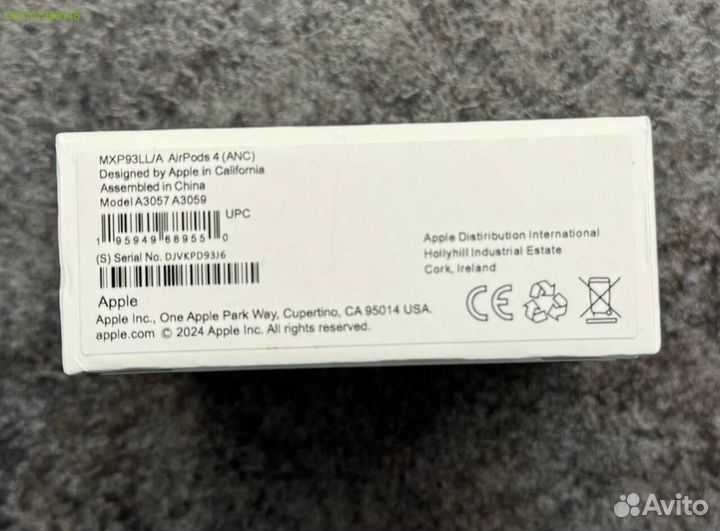 MXP93LL/A AirPods 4 (ANC)
Designed by Apple in California
Assembled in China
Model A3057 A3059
UPC
1 95949 68955 0
(S) Serial No. DJVKPD93J6
Apple
Apple Inc., One Apple Park Way, Cupertino, CA 95014 USA.
apple.com © 2024 Apple Inc. All rights reserved.
Apple Distiribution International
Hollyhill Industrial Estate
Cork, Ireland
CE
Avito